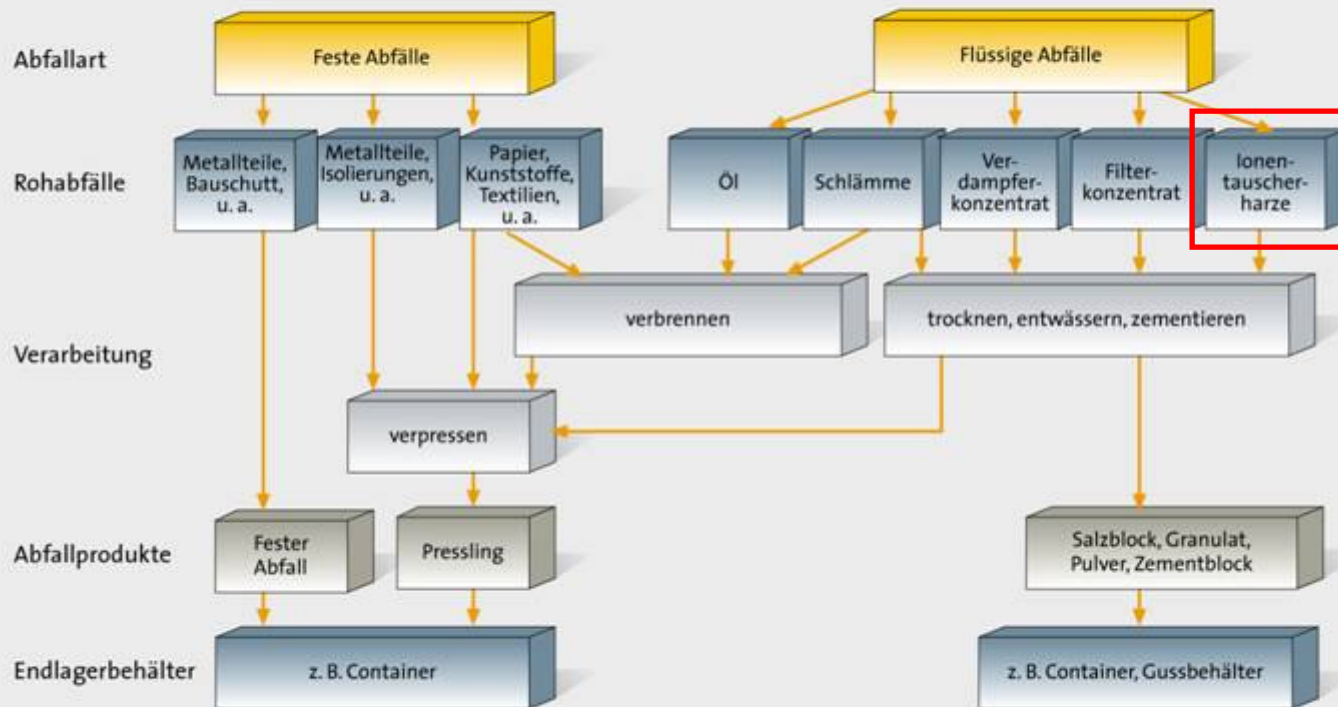 Abfallart
Feste Abfälle
Flüssige Abfälle
Rohabfälle
Metallteile,
Bauschutt,
u. a.
Metallteile,
Isolierungen,
u. a.
Papier,
Kunststoffe,
Textilien,
u. a.
Öl
Schlämme
Ver-
dampfer-
konzentrat
Filter-
konzentrat
Ionen-
tauscher-
harze
Verarbeitung
verbrennen
trocknen, entwässern, zementieren
verpressen
Abfallprodukte
Fester
Abfall
Pressling
Salzblock, Granulat,
Pulver, Zementblock
Endlagerbehälter
z. B. Container
z. B. Container, Gussbehälter